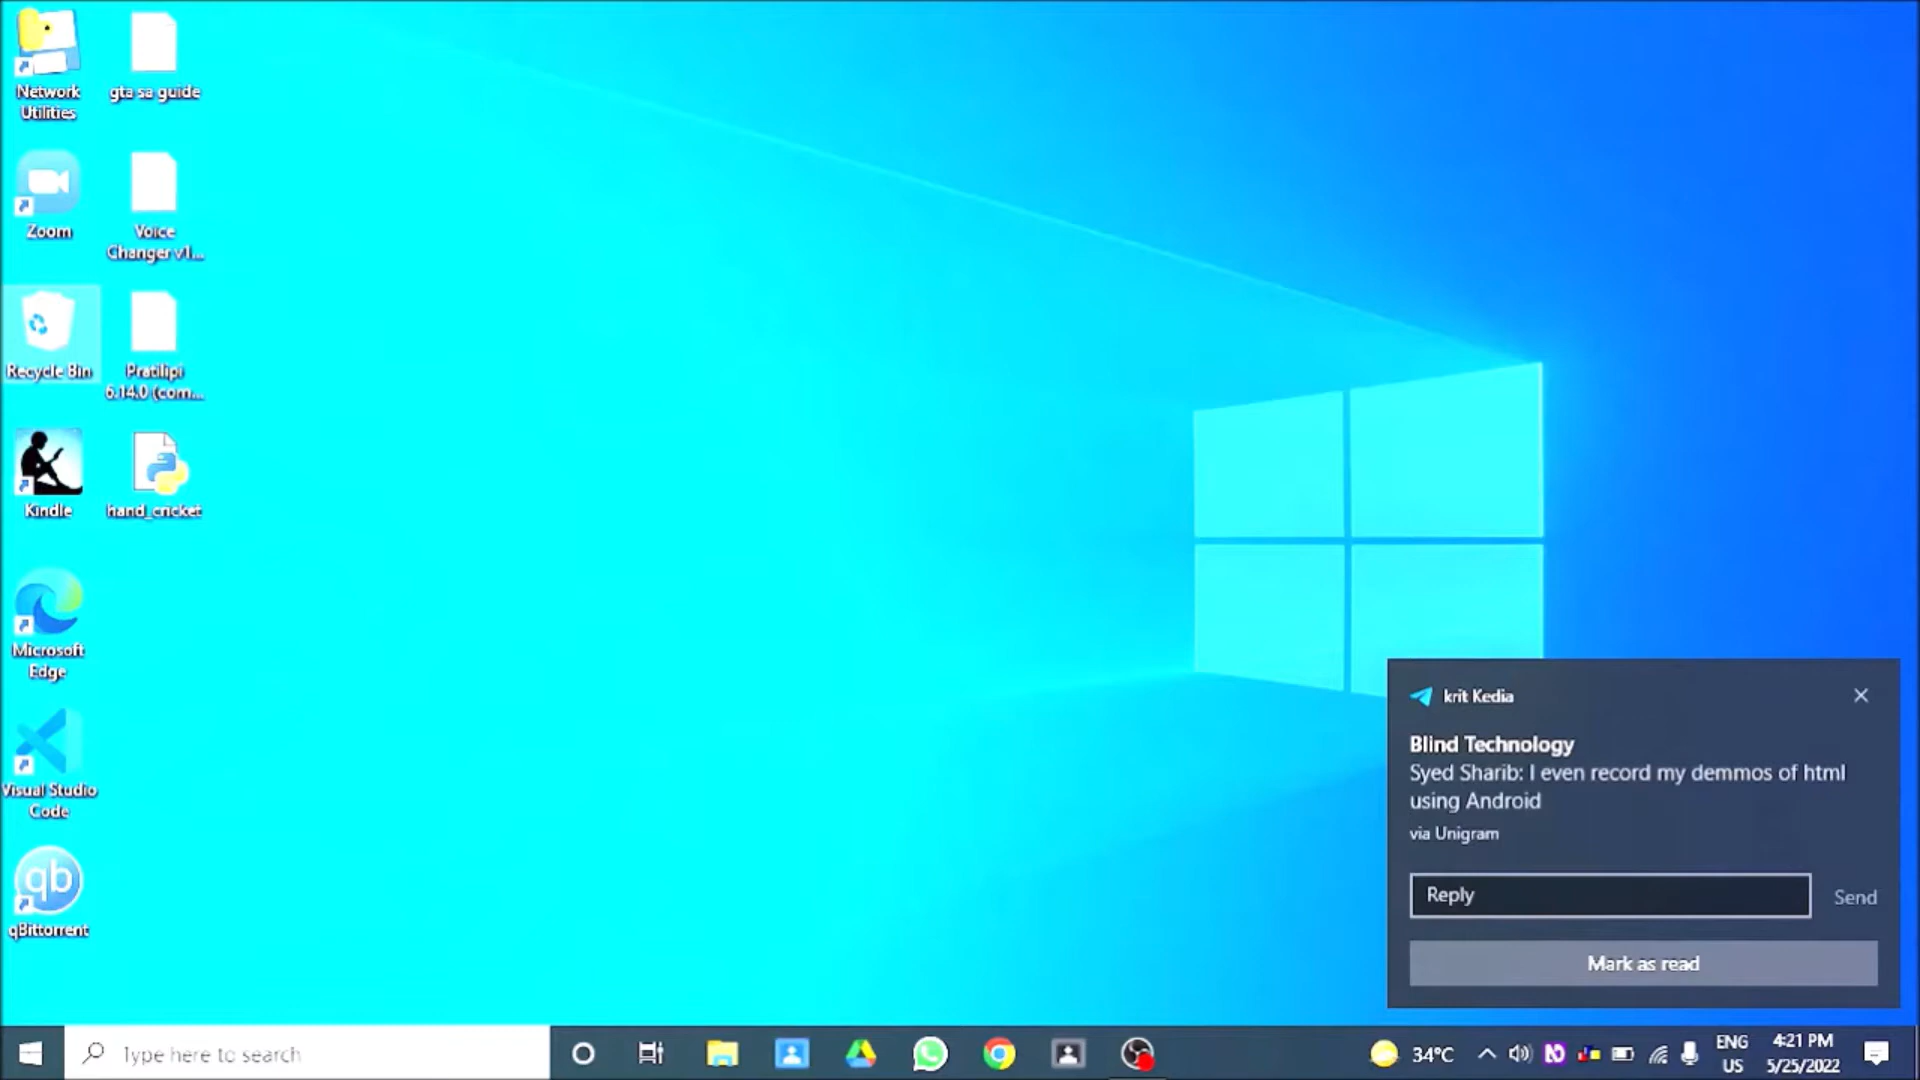 Network
Utilities
gta sa guide
Zoom
Voice
Changer v1...
Recycle Bin
Pratilipi
6.14.0 (com...
Kindle
hand_cricket
Microsoft
Edge
Visual Studio
Code
qb
qBittorrent
krit Kedia
Blind Technology
Syed Sharib: I even record my demmos of html
using Android
via Unigram
Reply
Send
Mark as read
Type here to search
34°C
ENG
US
4:21 PM
5/25/2022